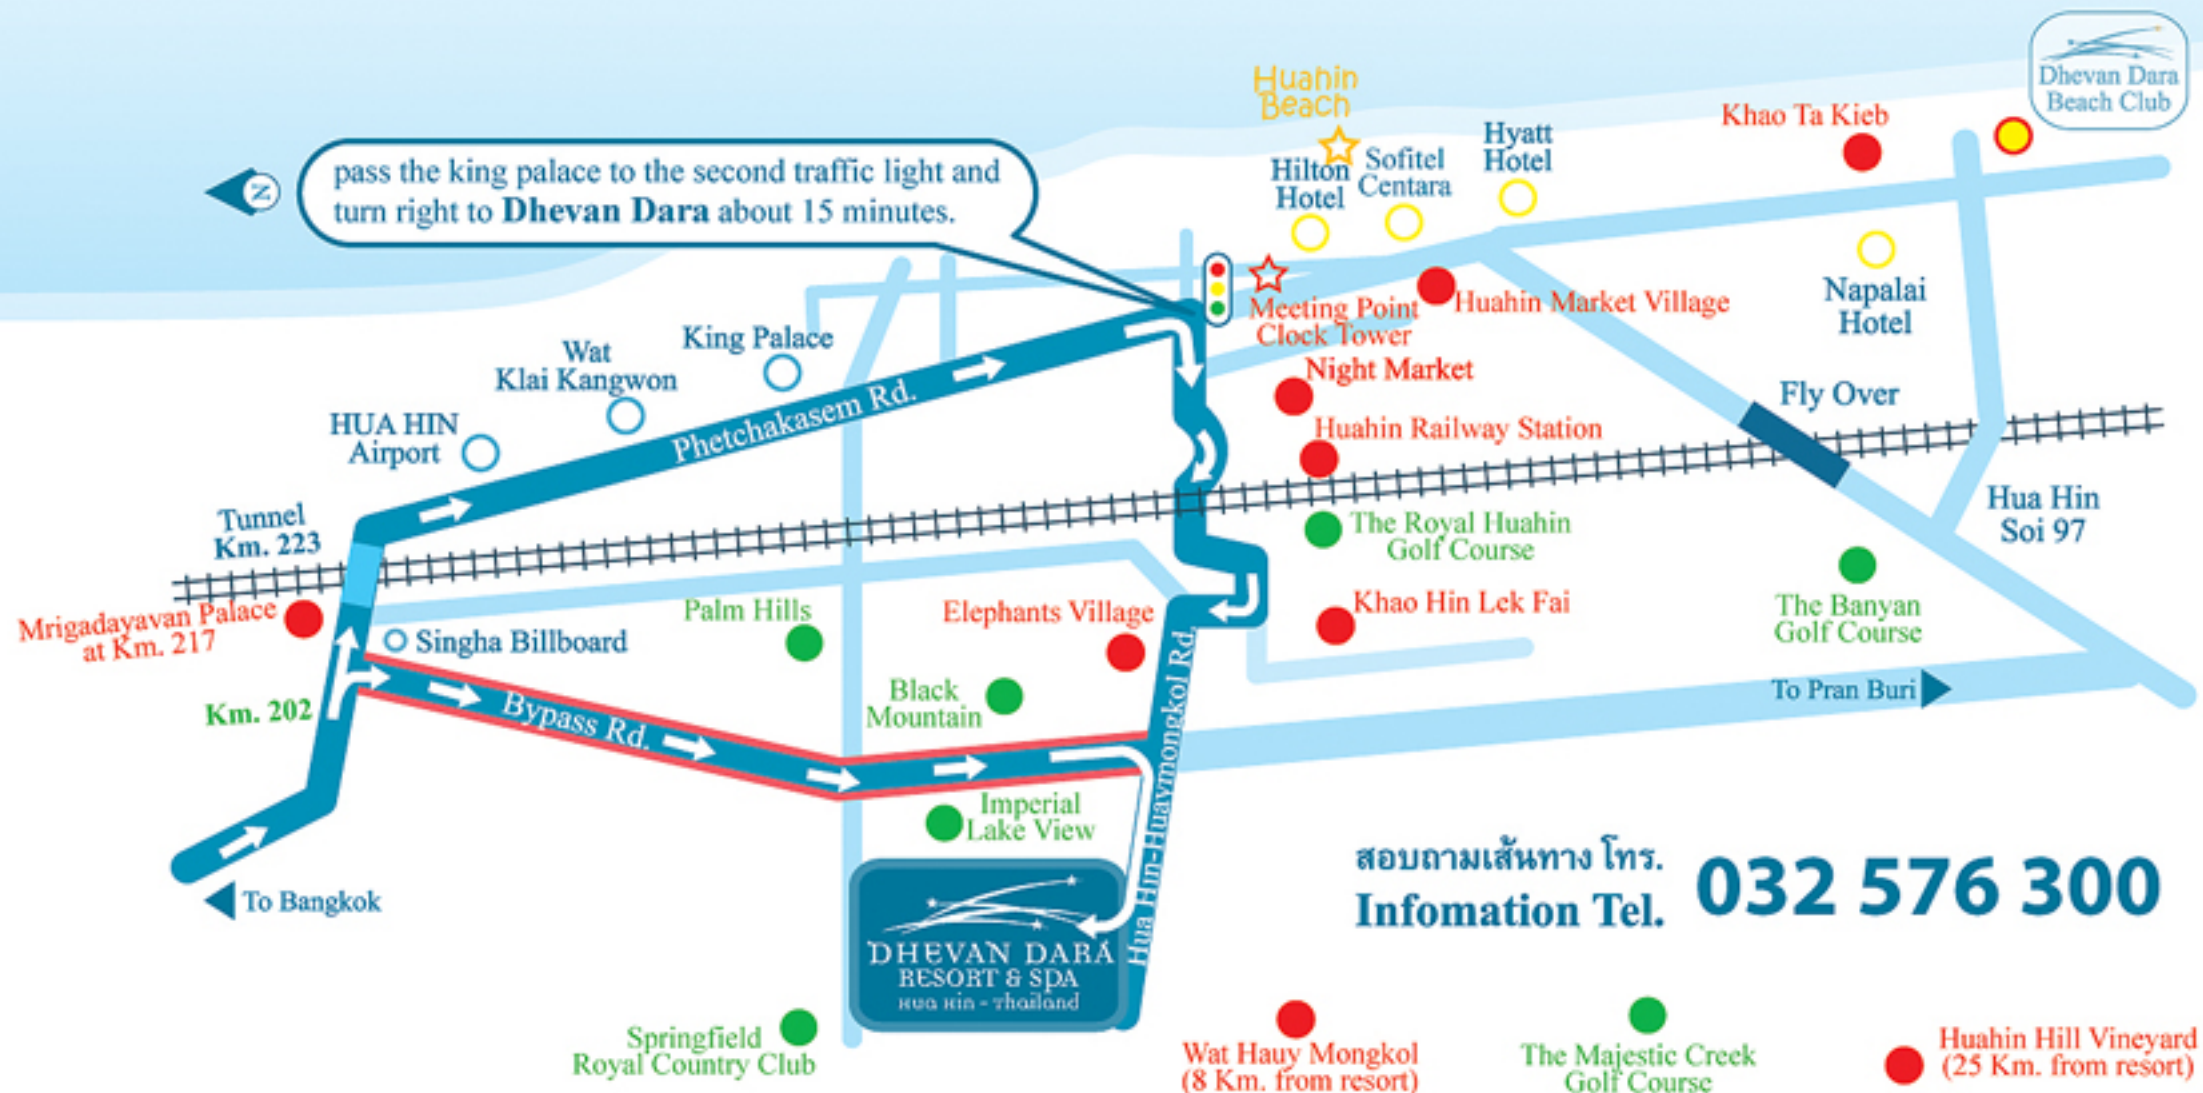 Dhevan Dara
Beach Club
Huahin
Beach
Khao Ta Kieb
Hyatt
Hotel
Sofitel
Centara
Hilton
Hotel
N
pass the king palace to the second traffic light and
turn right to Dhevan Dara about 15 minutes.
Meeting Point
Clock Tower
Huahin Market Village
Napalai
Hotel
King Palace
Wat
Klai Kangwon
HUA HIN
Airport
Phetchakasem Rd.
Night Market
Fly Over
Huahin Railway Station
Tunnel
Km. 223
The Royal Huahin
Golf Course
Hua Hin
Soi 97
Mrigadayavan Palace
at Km. 217
Singha Billboard
Palm Hills
Elephants Village
Khao Hin Lek Fai
The Banyan
Golf Course
Km. 202
Bypass Rd.
Black
Mountain
Hua Hin-Huaymongkol Rd.
To Pran Buri
Imperial
Lake View
To Bangkok
สอบถามเส้นทาง โทร.
Infomation Tel. 032 576 300
DHEVAN DARA
RESORT & SPA
Hua Hin - Thailand
Springfield
Royal Country Club
Wat Hauy Mongkol
(8 Km. from resort)
The Majestic Creek
Golf Course
Huahin Hill Vineyard
(25 Km. from resort)